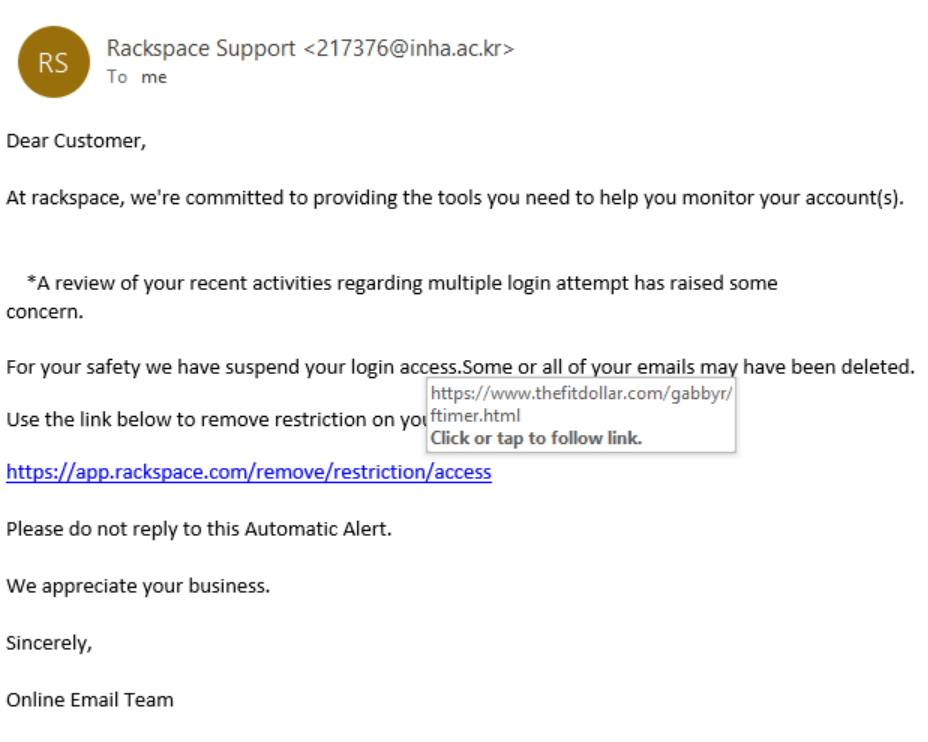 RS
Rackspace Support <217376@inha.ac.kr>
To me
Dear Customer,
At rackspace, we're committed to providing the tools you need to help you monitor your account(s).
*A review of your recent activities regarding multiple login attempt has raised some
concern.
For your safety we have suspend your login access.Some or all of your emails may have been deleted.
https://www.thefitdollar.com/gabbyr/
ftimer.html
Click or tap to follow link.
Use the link below to remove restriction on
https://app.rackspace.com/remove/restriction/access
Please do not reply to this Automatic Alert.
We appreciate your business.
Sincerely,
Online Email Team